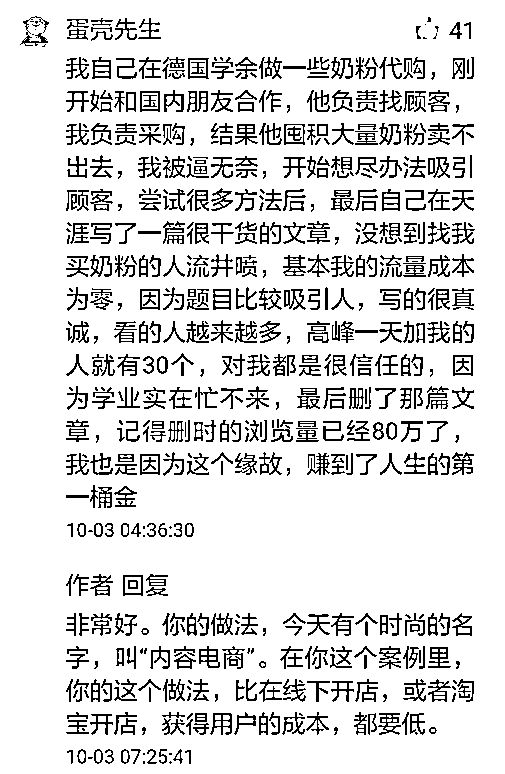 蛋壳先生 41
我自己在德国学余做一些奶粉代购，刚
开始和国内朋友合作，他负责找顾客，
我负责采购，结果他囤积大量奶粉卖不
出去，我被逼无奈，开始想尽办法吸引
顾客，尝试很多方法后，最后自己在天
涯写了一篇很干货的文章，没想到找我
买奶粉的人流井喷，基本我的流量成本
为零，因为题目比较吸引人，写的很真
诚，看的人越来越多，高峰一天加我的
人就有30个，对我都是很信任的，因
为学业实在忙不来，最后删了那篇文
章，记得删时的浏览量已经80万了，
我也是因为这个缘故，赚到了人生的第
一桶金
10-03 04:36:30
作者 回复
非常好。你的做法，今天有个时尚的名
字，叫“内容电商”。在你这个案例里，
你的这个做法，比在线下开店，或者淘
宝开店，获得用户的成本，都要低。
10-03 07:25:41